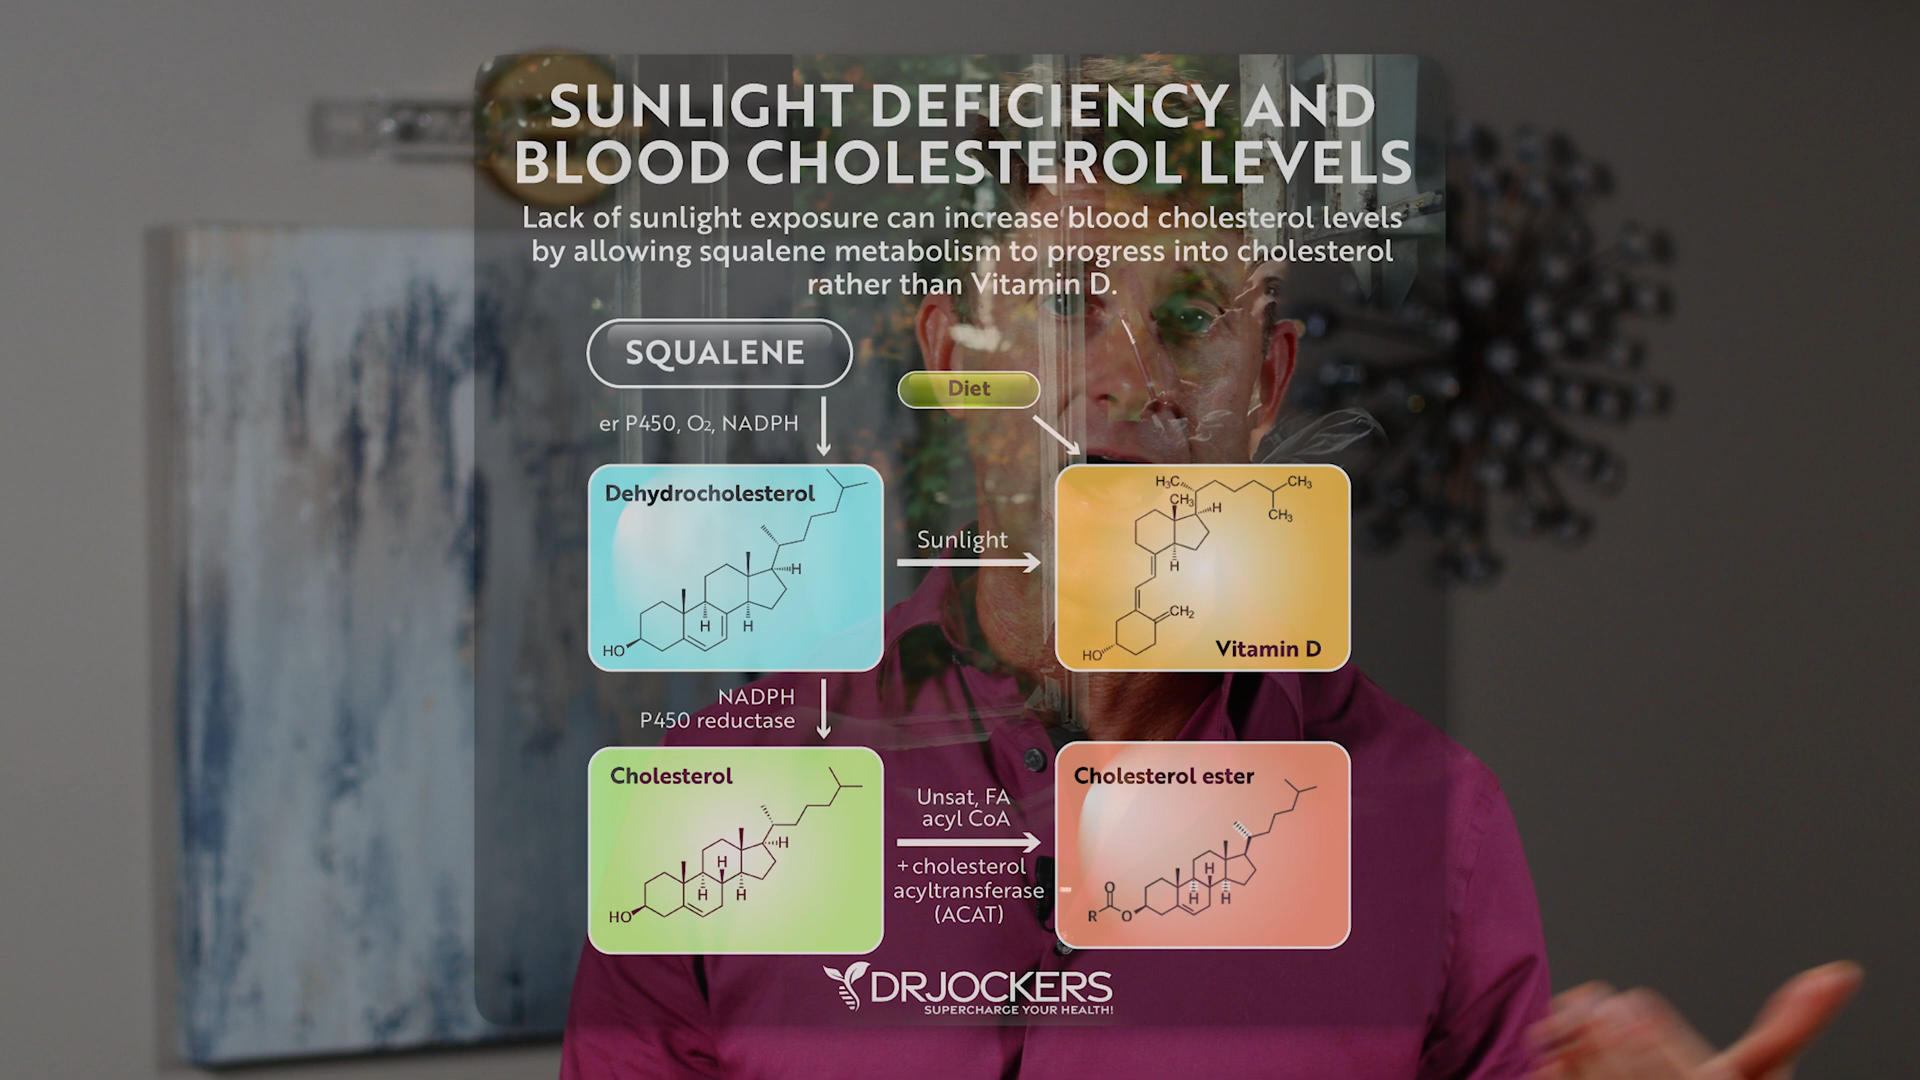 SUNLIGHT DEFICIENCY AND
BLOOD CHOLESTEROL LEVELS
Lack of sunlight exposure can increase blood cholesterol levels
by allowing squalene metabolism to progress into cholesterol
rather than Vitamin D.
SQUALENE
Diet
er P450, O₂, NADPH
Dehydrocholesterol
H
H
H
HO
Sunlight
H₃C
CH₃
CH₃
H
CH₃
H
CH₂
HO
Vitamin D
NADPH
P450 reductase
Cholesterol
H
H
H
H
HO
Unsat, FA
acyl CoA
+ cholesterol
acyltransferase
(ACAT)
Cholesterol ester
H
H
H
O
R
O
DRJOCKERS
SUPERCHARGE YOUR HEALTH!